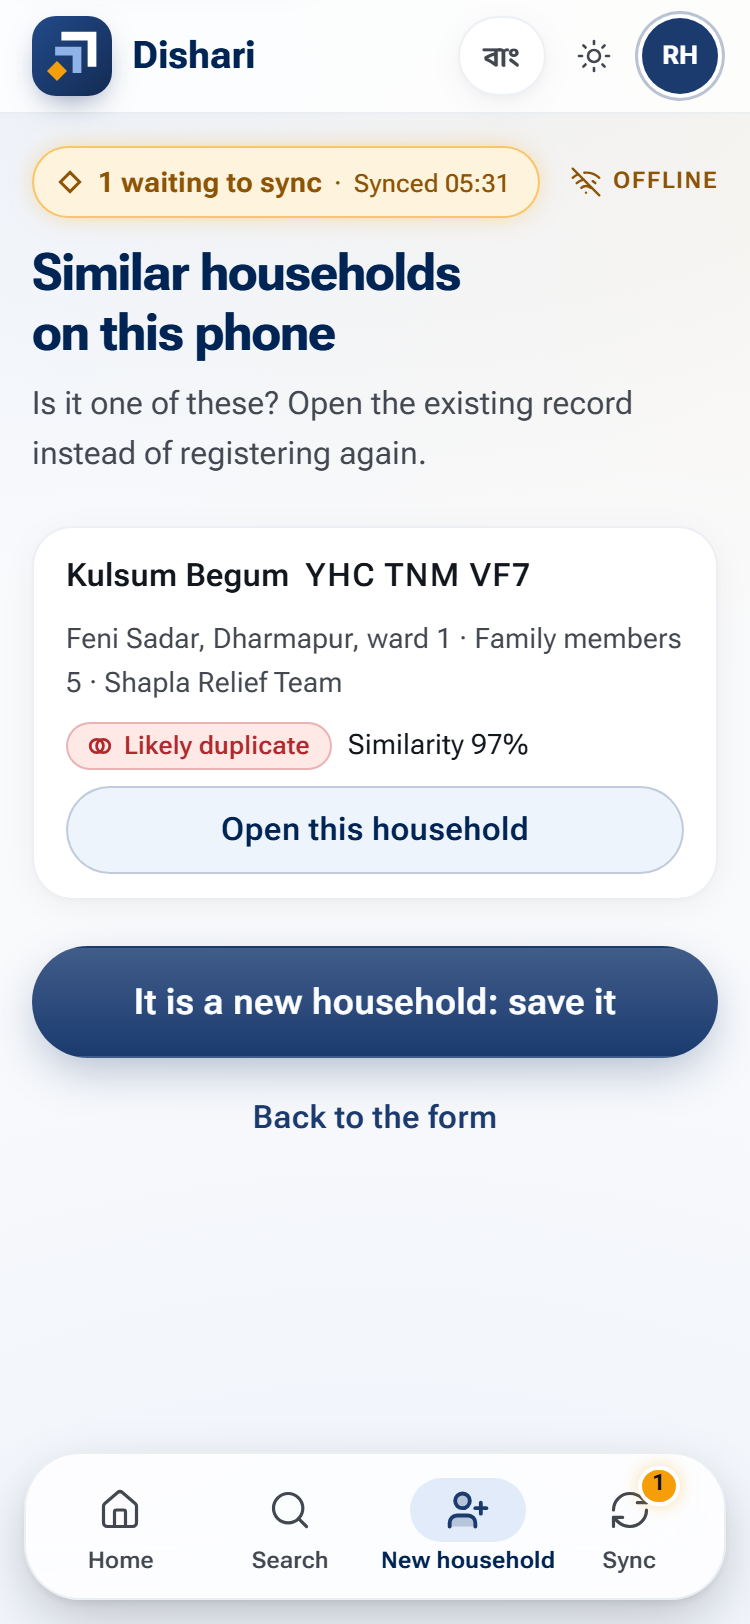 Dishari
বাং
RH
1 waiting to sync · Synced 05:31
OFFLINE
Similar households
on this phone
Is it one of these? Open the existing record
instead of registering again.
Kulsum Begum YHC TNM VF7
Feni Sadar, Dharmapur, ward 1 · Family members
5 · Shapla Relief Team
Likely duplicate
Similarity 97%
Open this household
It is a new household: save it
Back to the form
1
Home
Search
New household
Sync